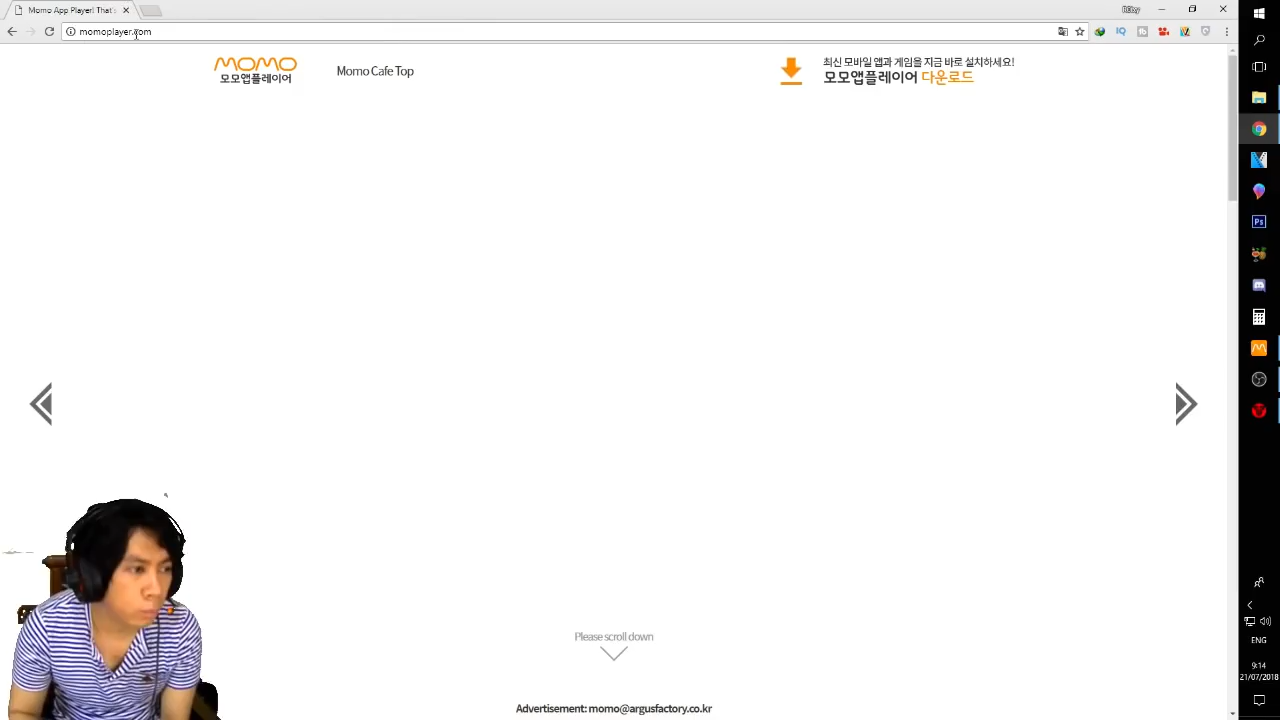 Momo App Player! That's
momoplayer.com
MOMO
모모앱플레이어
Momo Cafe Top
최신 모바일 앱과 게임을 지금 바로 설치하세요!
모모앱플레이어 다운로드
Please scroll down
Advertisement: momo@argusfactory.co.kr
IQ
Ps
ENG
9:14
21/07/2018